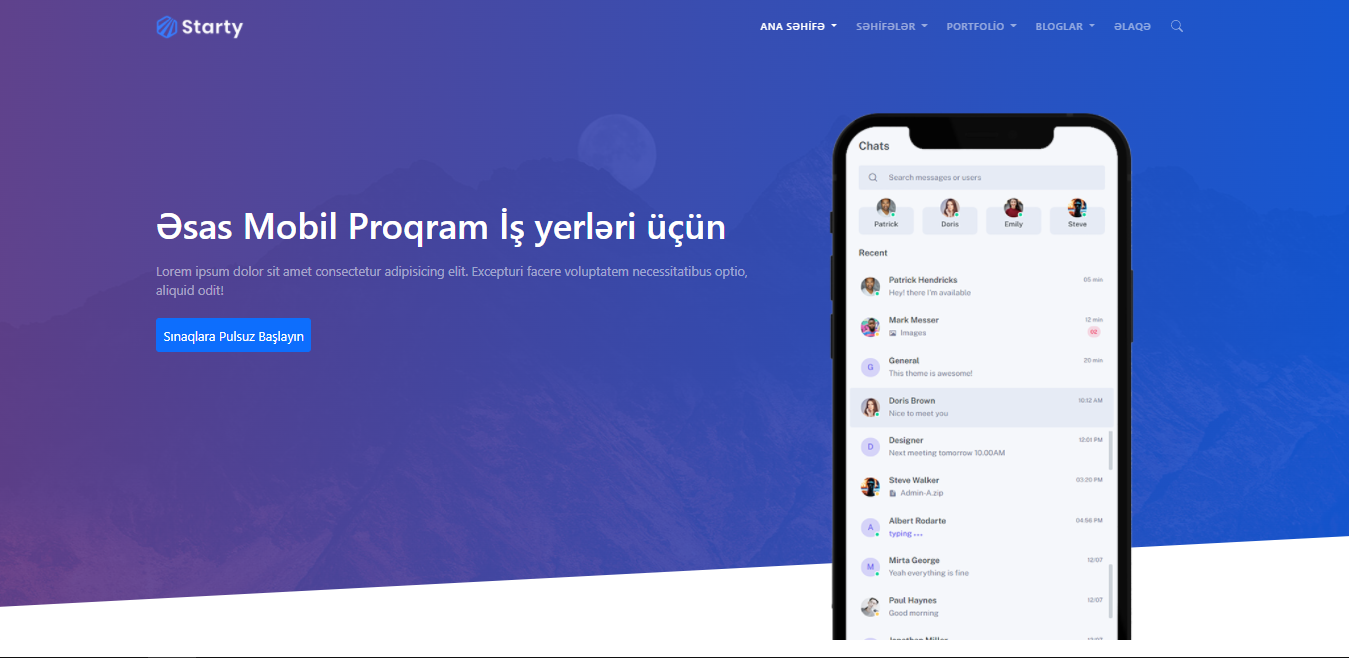 Starty
ANA SƏHİFƏ
SƏHİFƏLƏR
PORTFOLİO
BLOGLAR
ƏLAQƏ
Əsas Mobil Proqram İş yerləri üçün
Lorem ipsum dolor sit amet consectetur adipisicing elit. Excepturi facere voluptatem necessitatibus optio,
aliquid odit!
Sınaqlara Pulsuz Başlayın
Chats
Search messages or users
Patrick
Doris
Emily
Steve
Recent
Patrick Hendricks 05 min
Hey! there I'm available
Mark Messer 12 min
Images 02
G General 20 min
This theme is awesome!
Doris Brown 10:12 AM
Nice to meet you
D Designer 12:01 PM
Next meeting tomorrow 10.00AM
Steve Walker 03:20 PM
Admin-A.zip
A Albert Rodarte 04:56 PM
typing ...
M Mirta George 12/07
Yeah everything is fine
Paul Haynes 12/07
Good morning
Jonathan Miller 12/07